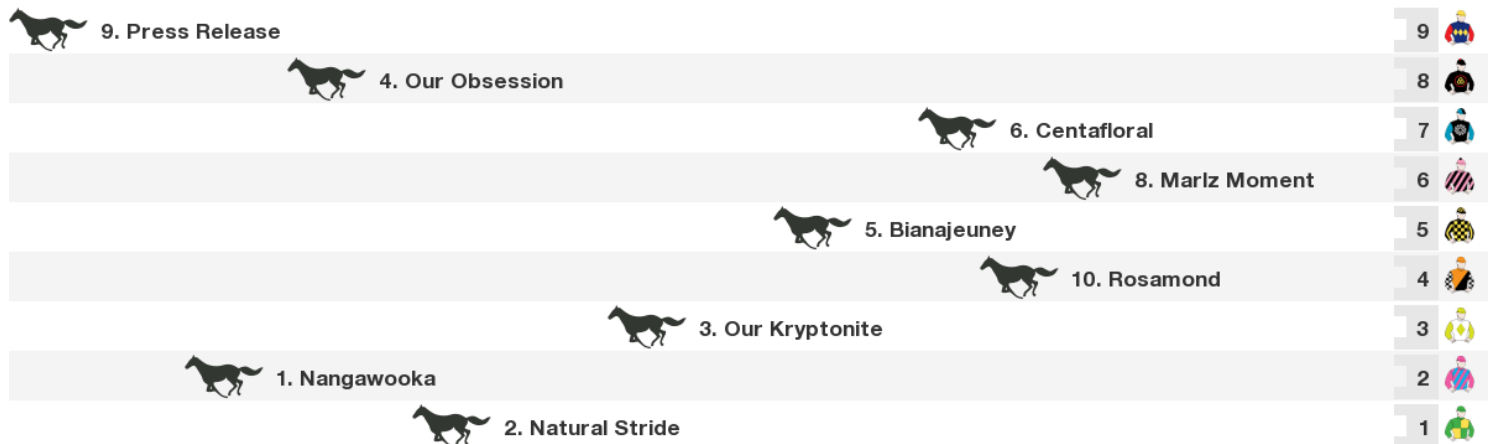 9. Press Release 9
4. Our Obsession 8
6. Centafloral 7
8. Marlz Moment 6
5. Bianajeuney 5
10. Rosamond 4
3. Our Kryptonite 3
1. Nangawooka 2
2. Natural Stride 1